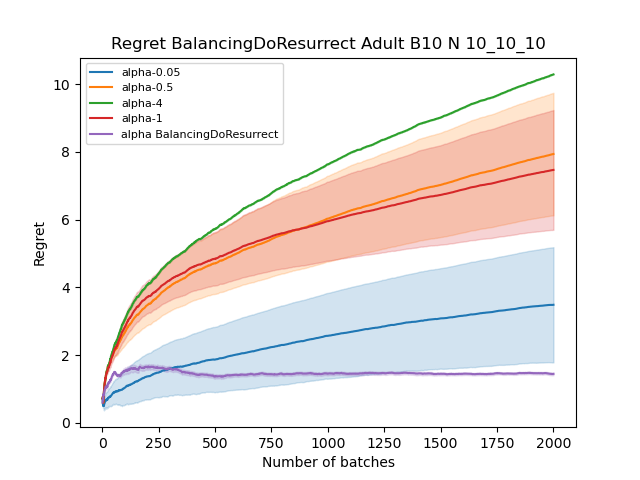 Regret BalancingDoResurrect Adult B10 N 10_10_10
alpha-0.05
alpha-0.5
alpha-4
alpha-1
alpha BalancingDoResurrect
Regret
10
8
6
4
2
0
0 250 500 750 1000 1250 1500 1750 2000
Number of batches